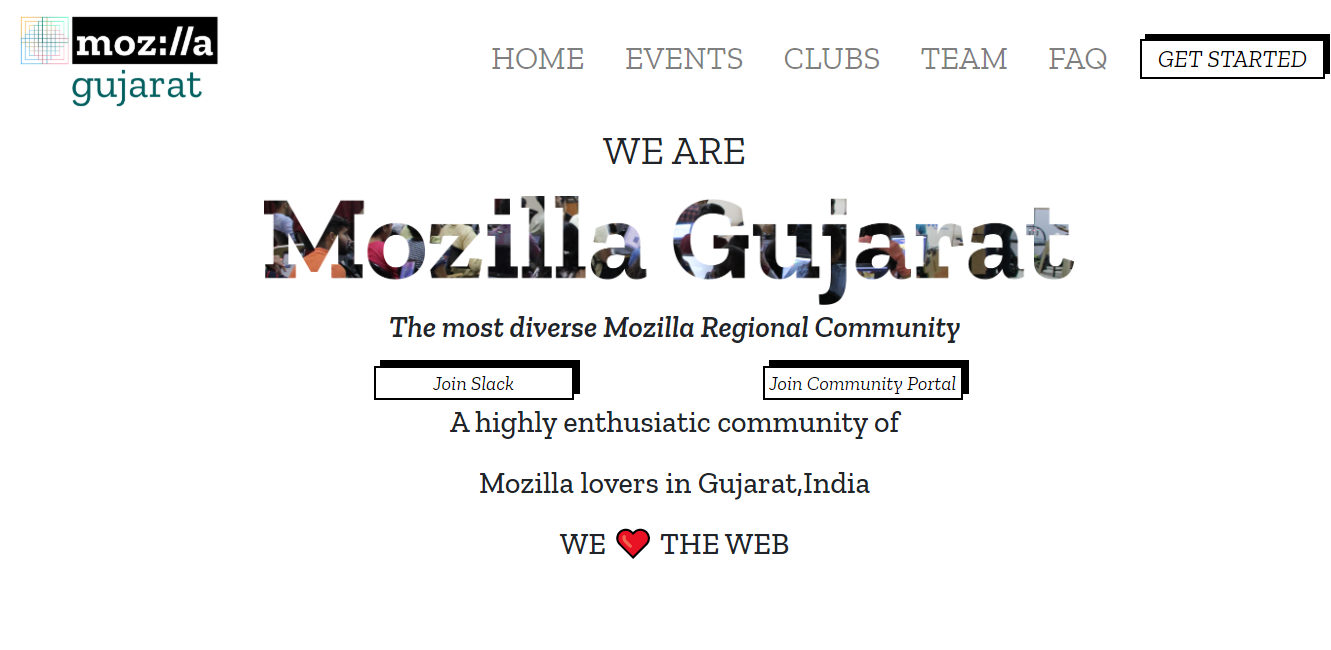 moz://a
gujarat
HOME EVENTS CLUBS TEAM FAQ GET STARTED
WE ARE
Mozilla Gujarat
The most diverse Mozilla Regional Community
Join Slack Join Community Portal
A highly enthusiatic community of
Mozilla lovers in Gujarat,India
WE ❤ THE WEB